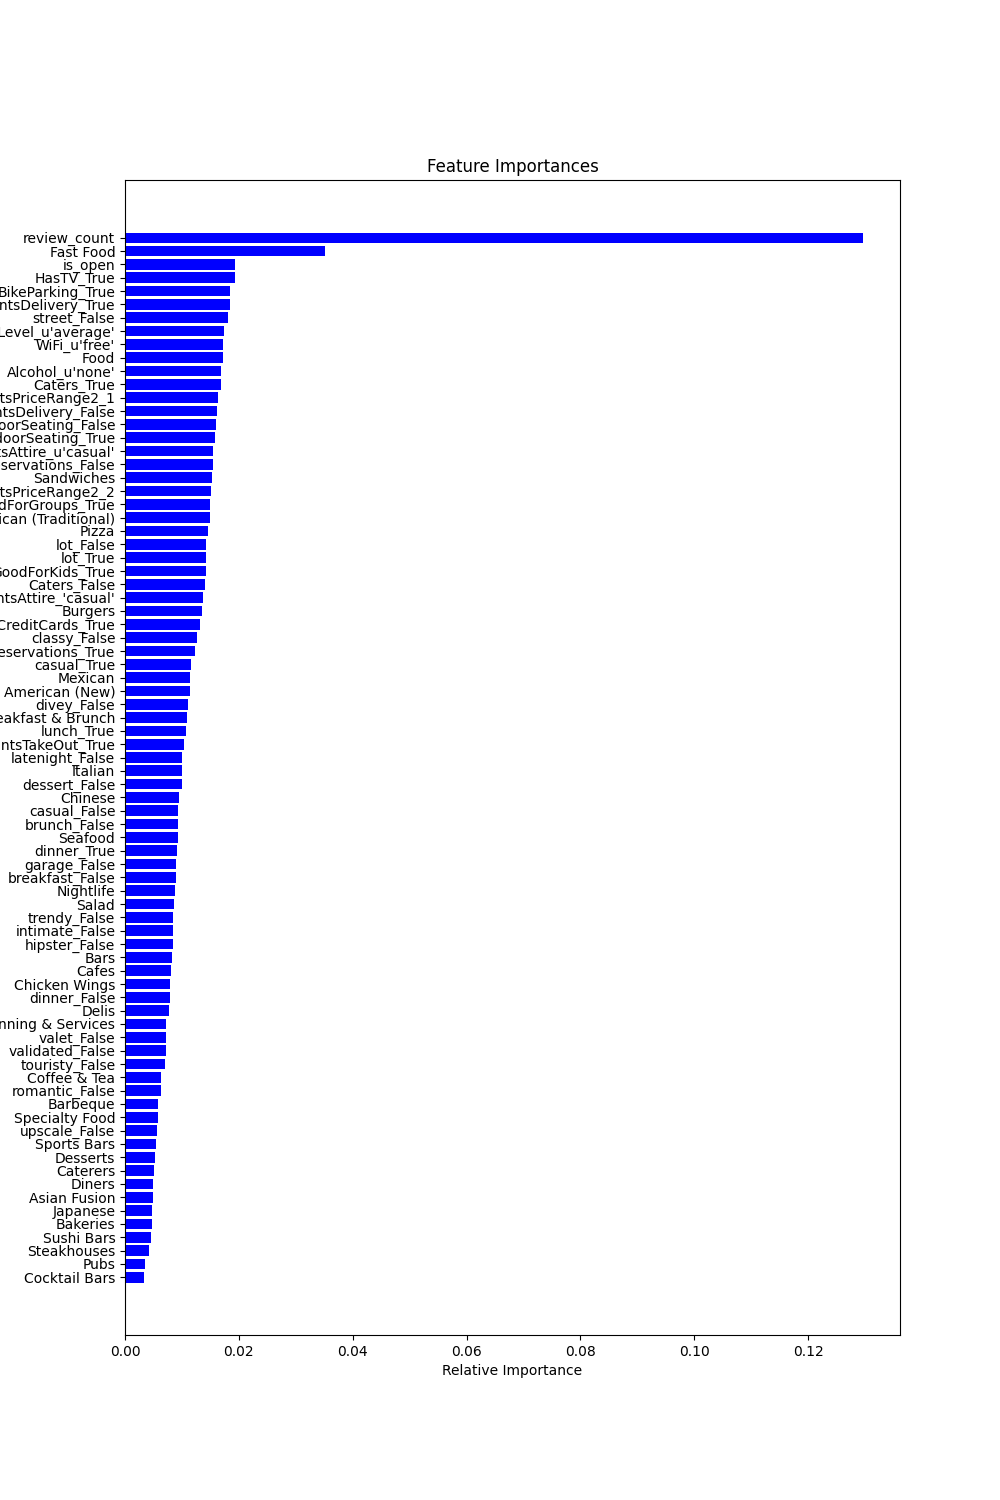 Feature Importances
review_count
Fast Food
is_open
HasTV_True
BikeParking_True
ntsDelivery_True
street_False
Level_u'average'
WiFi_u'free'
Food
Alcohol_u'none'
Caters_True
tsPriceRange2_1
ntsDelivery_False
oorSeating_False
doorSeating_True
tsAttire_u'casual'
servations_False
Sandwiches
tsPriceRange2_2
dForGroups_True
ican (Traditional)
Pizza
lot_False
lot_True
GoodForKids_True
Caters_False
ntsAttire_'casual'
Burgers
CreditCards_True
classy_False
eservations_True
casual_True
Mexican
American (New)
divey_False
eakfast & Brunch
lunch_True
ntsTakeOut_True
latenight_False
Italian
dessert_False
Chinese
casual_False
brunch_False
Seafood
dinner_True
garage_False
breakfast_False
Nightlife
Salad
trendy_False
intimate_False
hipster_False
Bars
Cafes
Chicken Wings
dinner_False
Delis
nning & Services
valet_False
validated_False
touristy_False
Coffee & Tea
romantic_False
Barbeque
Specialty Food
upscale_False
Sports Bars
Desserts
Caterers
Diners
Asian Fusion
Japanese
Bakeries
Sushi Bars
Steakhouses
Pubs
Cocktail Bars
0.00 0.02 0.04 0.06 0.08 0.10 0.12
Relative Importance